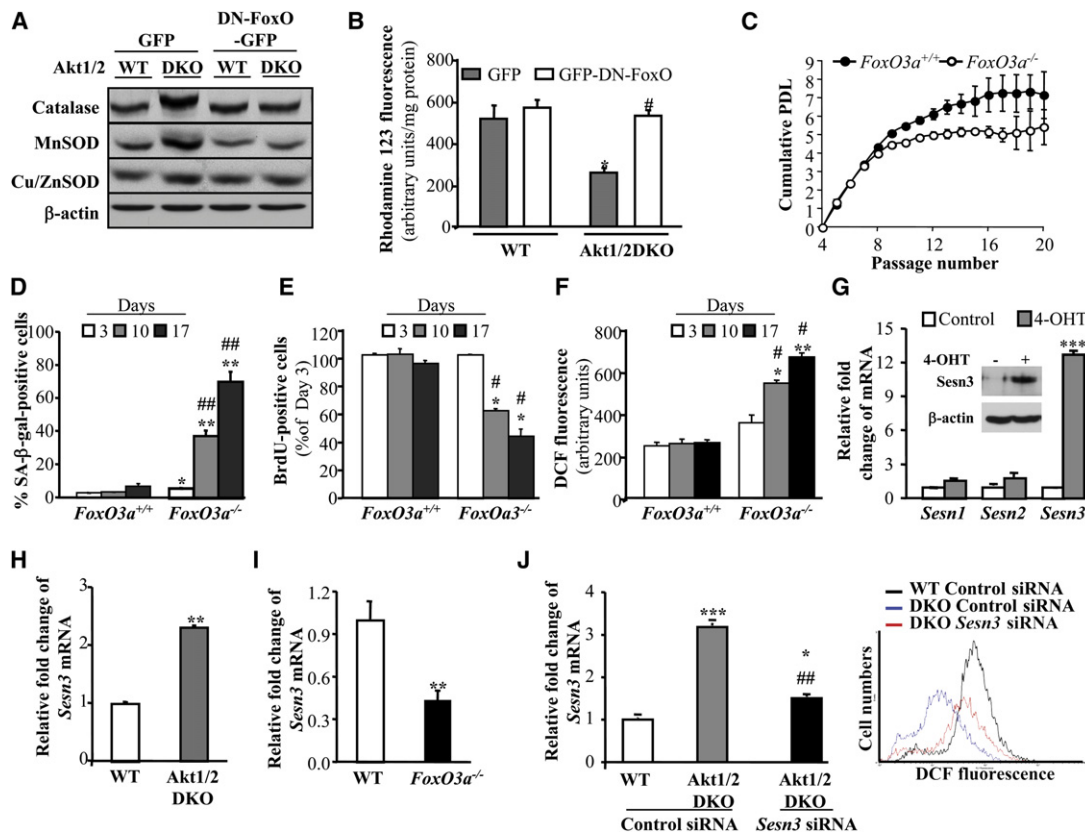 A
GFP
DN-FoxO
-GFP
Akt1/2 WT DKO WT DKO
Catalase
MnSOD
Cu/ZnSOD
β-actin
B
Rhodamine 123 fluorescence
(arbitrary units/mg protein)
800
600
400
200
0
GFP GFP-DN-FoxO
*
#
WT Akt1/2DKO
C
Cumulative PDL
9
8
7
6
5
4
3
2
1
0
FoxO3a+/+ FoxO3a-/-
4 8 12 16 20
Passage number
D
% SA-β-gal-positive cells
100
80
60
40
20
0
Days
3 10 17
*
##
**
##
**
FoxO3a+/+ FoxO3a-/-
E
BrdU-positive cells
(%of Day 3)
120
100
80
60
40
20
0
Days
3 10 17
#
*
#
*
FoxO3a+/+ FoxOa3-/-
F
DCF fluorescence
(arbitrary units)
800
600
400
200
0
Days
3 10 17
#
*
#
**
FoxO3a+/+ FoxO3a-/-
G
Control 4-OHT
Relative fold
change of mRNA
15
12
9
6
3
0
4-OHT - +
Sesn3
β-actin
***
Sesn1 Sesn2 Sesn3
H
Relative fold change of
Sesn3 mRNA
3
2
1
0
**
WT Akt1/2
DKO
I
Relative fold change of
Sesn3 mRNA
1.2
0.9
0.6
0.3
0.0
**
WT FoxO3a-/-
J
Relative fold change of
Sesn3 mRNA
4
3
2
1
0
***
*
##
WT Akt1/2 Akt1/2
DKO DKO
Control siRNA Sesn3 siRNA
WT Control siRNA
DKO Control siRNA
DKO Sesn3 siRNA
Cell numbers
DCF fluorescence